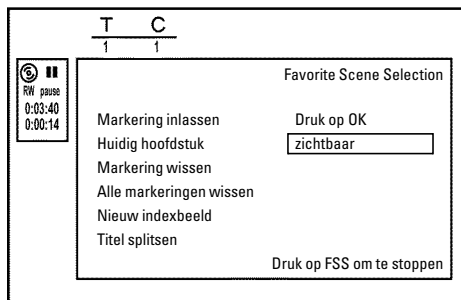 T C
1 1
RW pause
0:03:40
0:00:14
Favorite Scene Selection
Markering inlassen Druk op OK
Huidig hoofdstuk zichtbaar
Markering wissen
Alle markeringen wissen
Nieuw indexbeeld
Titel splitsen
Druk op FSS om te stoppen